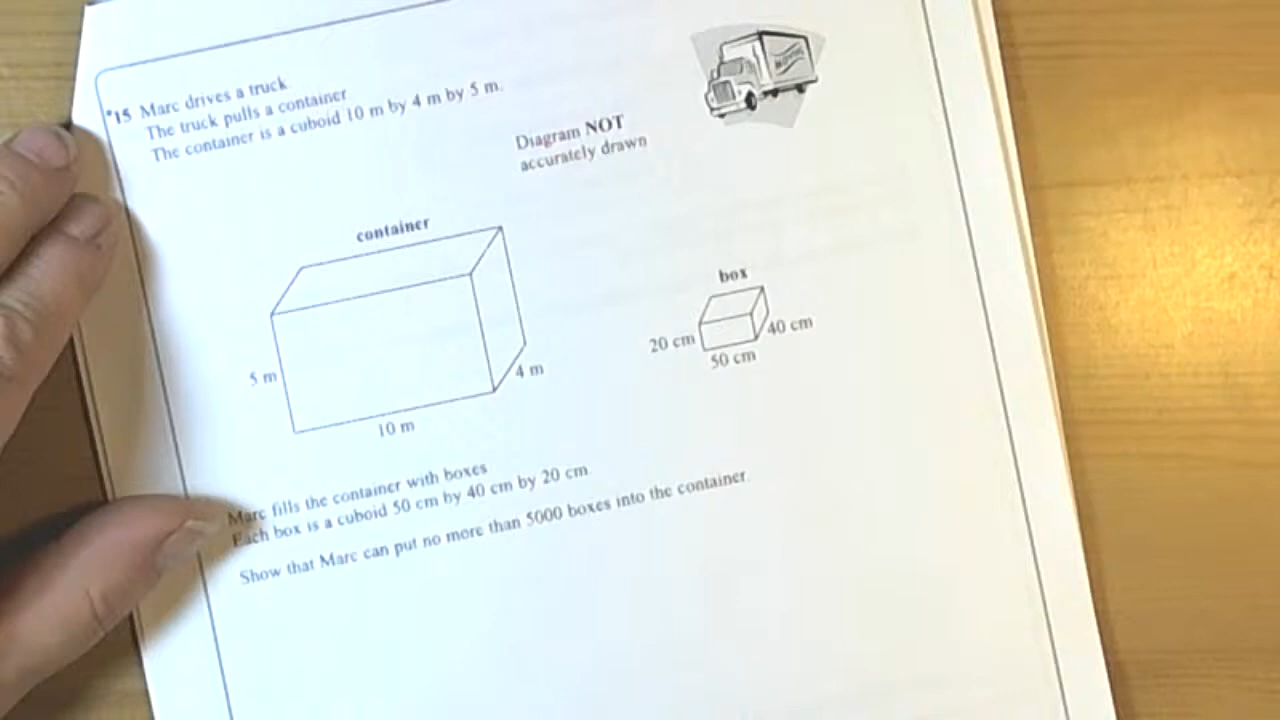 *15 Marc drives a truck
The truck pulls a container
The container is a cuboid 10 m by 4 m by 5 m.
Diagram NOT
accurately drawn
container
5 m
4 m
10 m
box
20 cm
40 cm
50 cm
Marc fills the container with boxes
Each box is a cuboid 50 cm by 40 cm by 20 cm
Show that Marc can put no more than 5000 boxes into the container.